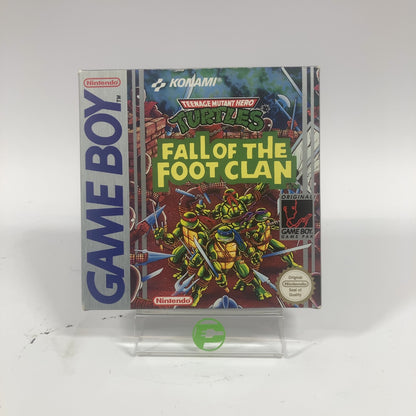 Nintendo
GAME BOY
TM
KONAMI
TEENAGE MUTANT HERO
TURTLES
FALL OF THE
FOOT CLAN
ORIGINAL
GAME BOY
GAME PAK
Nintendo
Original
Nintendo
Seal of
Quality